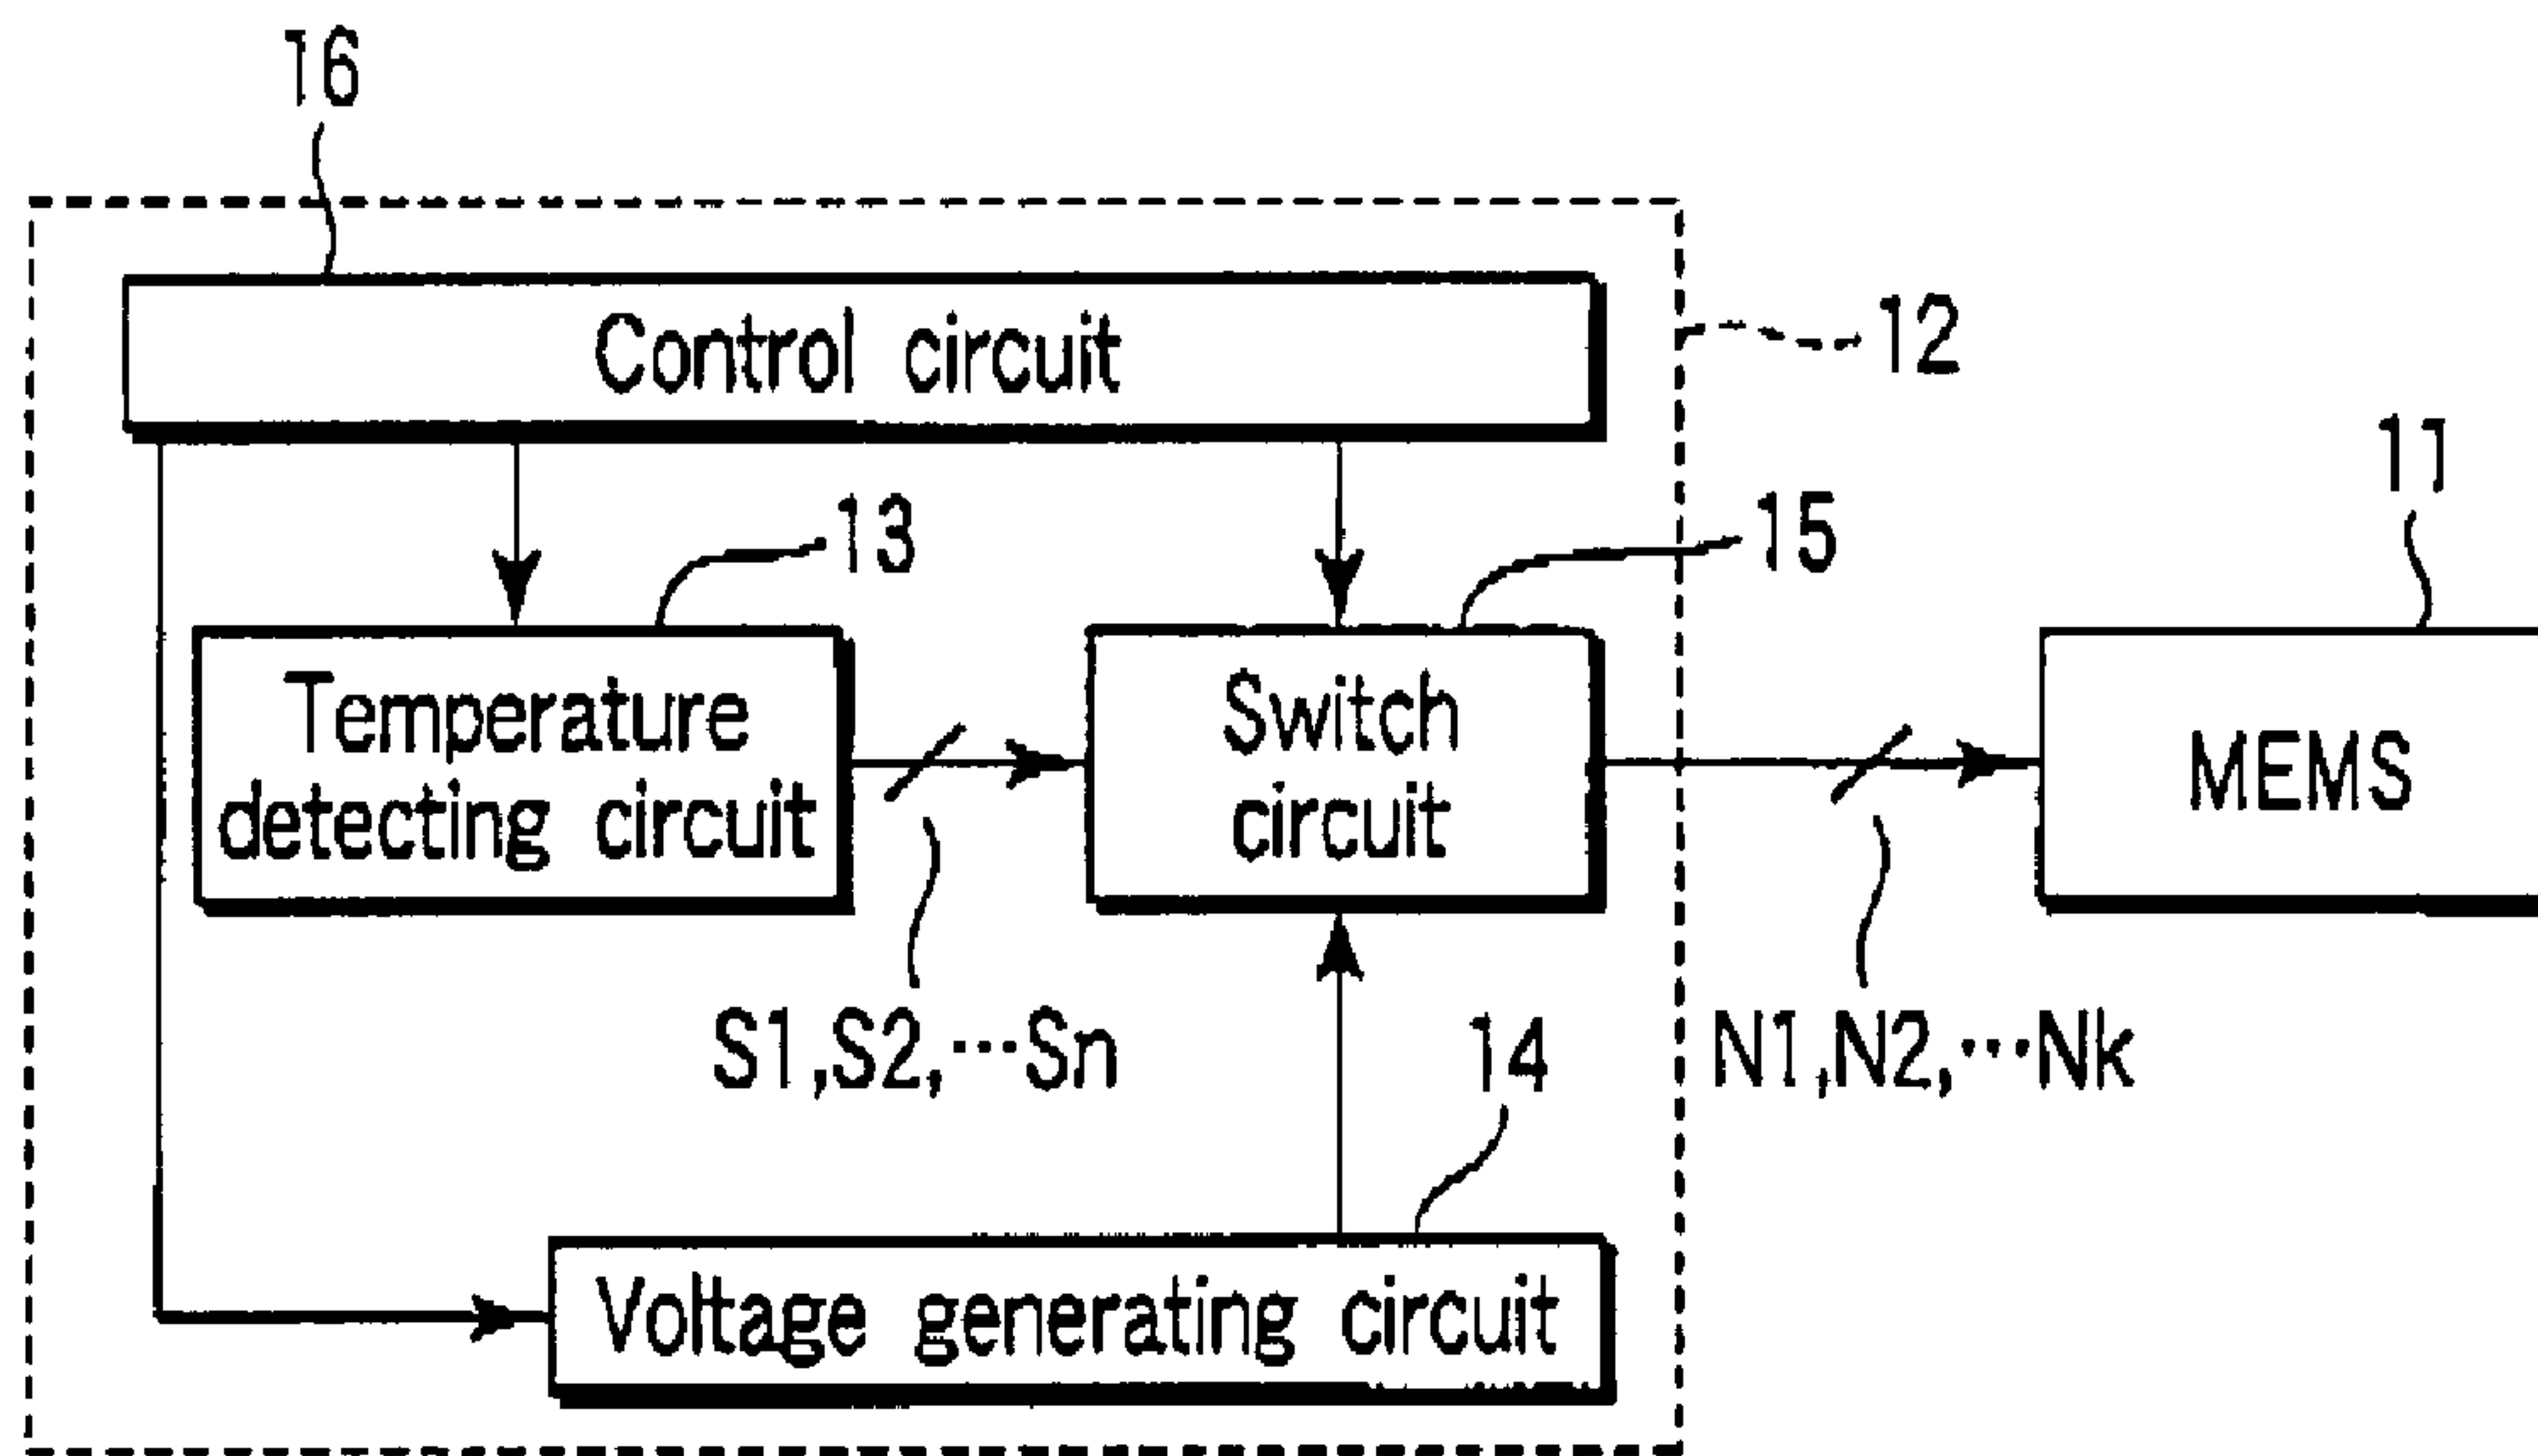 16
Control circuit
12
13
15
11
Temperature
detecting circuit
Switch
circuit
MEMS
S1,S2,···Sn
14
N1,N2,···Nk
Voltage generating circuit